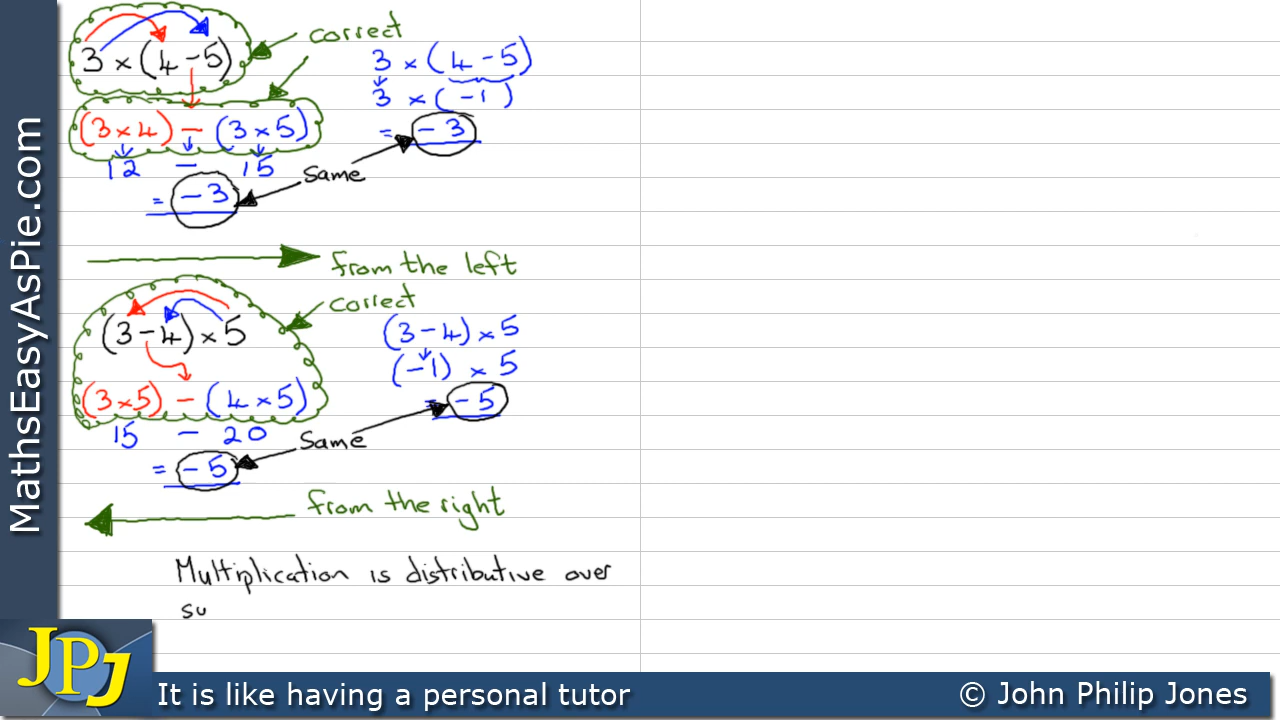 3 × (4 – 5)
correct
(3 × 4) – (3 × 5)
12 – 15
= – 3
3 × (4 – 5)
3 × ( –1 )
= – 3
Same
from the left
correct
(3 – 4) × 5
(3 × 5) – (4 × 5)
15 – 20
= – 5
(3 – 4) × 5
(–1) × 5
= – 5
Same
from the right
Multiplication is distributive over
su
MathsEasyAsPie.com
JPJ
It is like having a personal tutor
© John Philip Jones